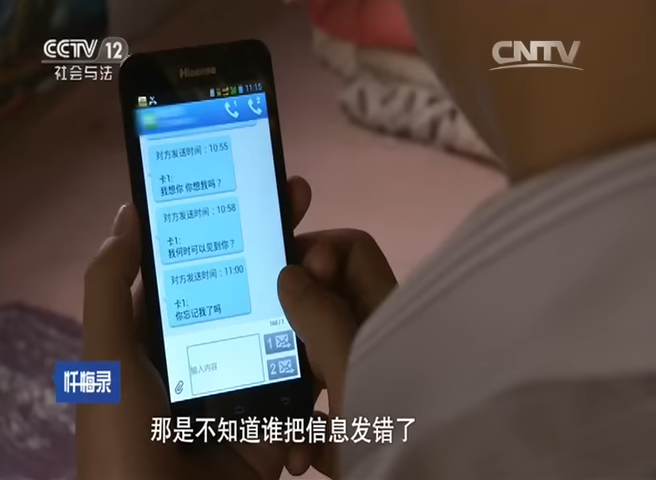 CCTV 12
社会与法
CNTV
Hisense
11:15
1
2
对方发送时间：10:55
卡1:
我想你 你想我吗？
对方发送时间：10:58
卡1:
我何时可以见到你？
对方发送时间：11:00
卡1:
你忘记我了吗
160 / 1
输入内容
1
2
忏悔录
那是不知道谁把信息发错了